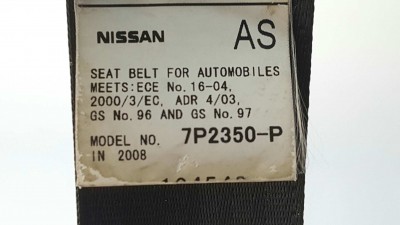 NISSAN AS
SEAT BELT FOR AUTOMOBILES
MEETS:ECE No.16-04,
2000/3/EC, ADR 4/03,
GS No.96 AND GS No.97
MODEL NO. 7P2350-P
IN 2008